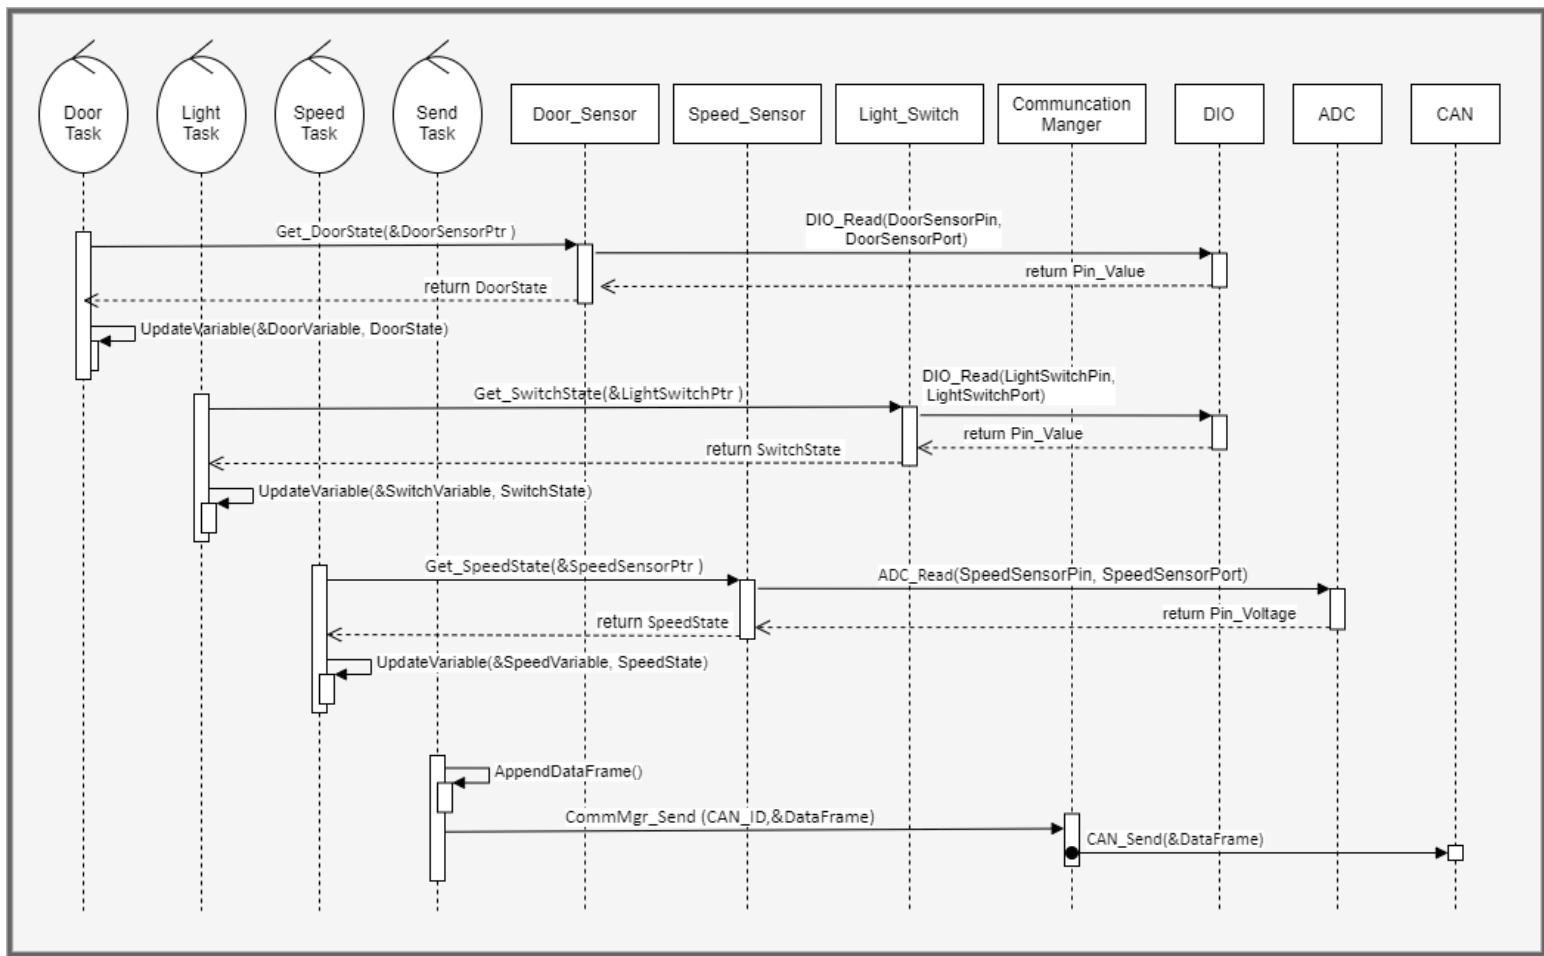 Door
Task
Light
Task
Speed
Task
Send
Task
Door_Sensor
Speed_Sensor
Light_Switch
Communcation
Manger
DIO
ADC
CAN
Get_DoorState(&DoorSensorPtr )
DIO_Read(DoorSensorPin,
DoorSensorPort)
return Pin_Value
return DoorState
UpdateVariable(&DoorVariable, DoorState)
Get_SwitchState(&LightSwitchPtr )
DIO_Read(LightSwitchPin,
LightSwitchPort)
return Pin_Value
return SwitchState
UpdateVariable(&SwitchVariable, SwitchState)
Get_SpeedState(&SpeedSensorPtr )
ADC_Read(SpeedSensorPin, SpeedSensorPort)
return Pin_Voltage
return SpeedState
UpdateVariable(&SpeedVariable, SpeedState)
AppendDataFrame()
CommMgr_Send (CAN_ID,&DataFrame)
CAN_Send(&DataFrame)